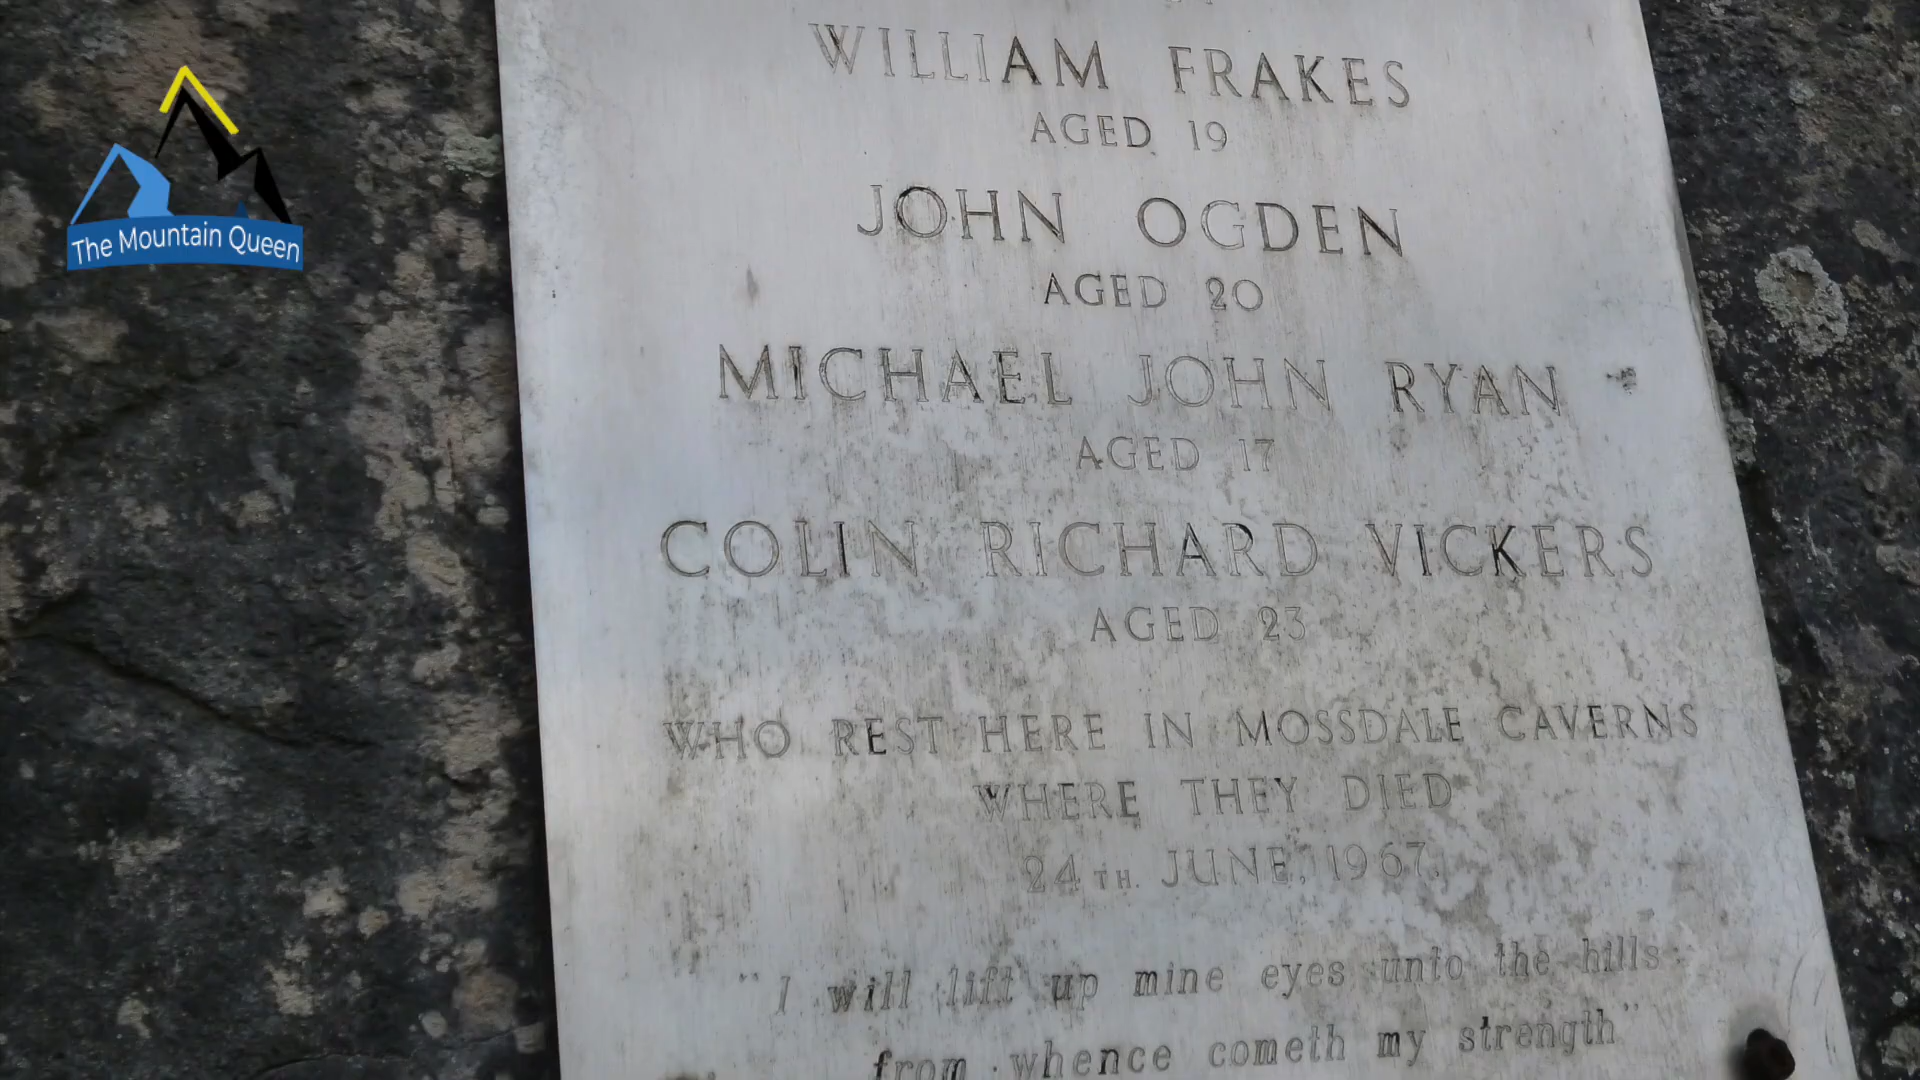 The Mountain Queen
WILLIAM FRAKES
AGED 19
JOHN OGDEN
AGED 20
MICHAEL JOHN RYAN
AGED 17
COLIN RICHARD VICKERS
AGED 23
WHO REST HERE IN MOSSDALE CAVERNS
WHERE THEY DIED
24TH. JUNE, 1967.
"I will lift up mine eyes unto the hills
from whence cometh my strength"